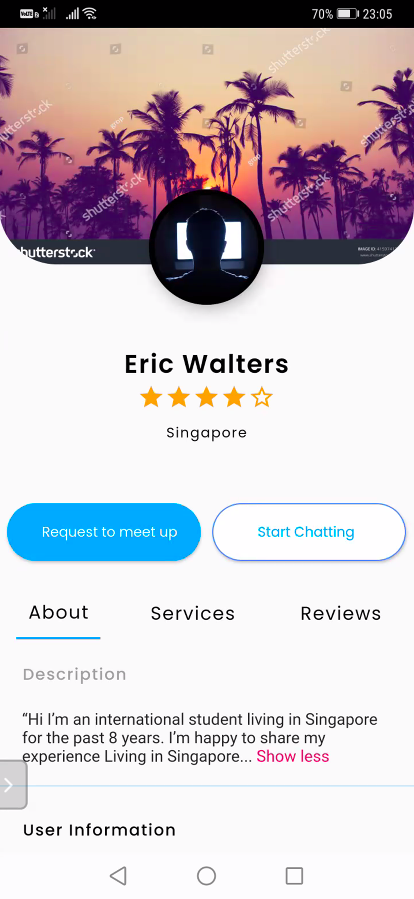 70% 23:05
shutterstock
shutterstock
shutterstock
shutterstock
shutterstock
shutterstock
Eric Walters
Singapore
Request to meet up
Start Chatting
About
Services
Reviews
Description
“Hi I’m an international student living in Singapore
for the past 8 years. I’m happy to share my
experience Living in Singapore... Show less
User Information